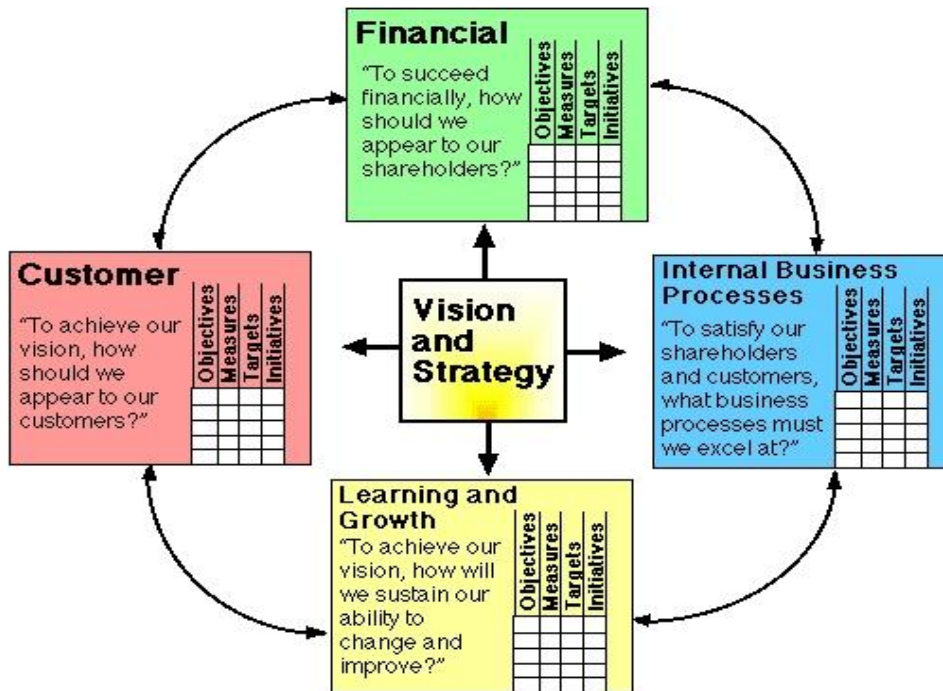 Financial
“To succeed
financially, how
should we
appear to our
shareholders?”
Objectives
Measures
Targets
Initiatives
Customer
“To achieve our
vision, how
should we
appear to our
customers?”
Objectives
Measures
Targets
Initiatives
Vision
and
Strategy
Internal Business
Processes
“To satisfy our
shareholders
and customers,
what business
processes must
we excel at?”
Objectives
Measures
Targets
Initiatives
Learning and
Growth
“To achieve our
vision, how will
we sustain our
ability to
change and
improve?”
Objectives
Measures
Targets
Initiatives